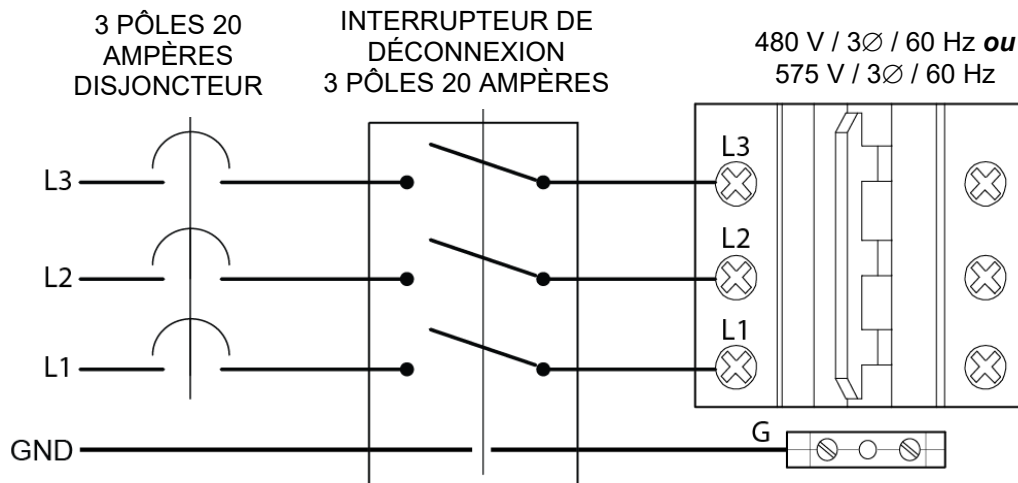 3 PÔLES 20
AMPÈRES
DISJONCTEUR
INTERRUPTEUR DE
DÉCONNEXION
3 PÔLES 20 AMPÈRES
480 V / 3∅ / 60 Hz ou
575 V / 3∅ / 60 Hz
L3
L3
L2
L2
L1
L1
GND
G